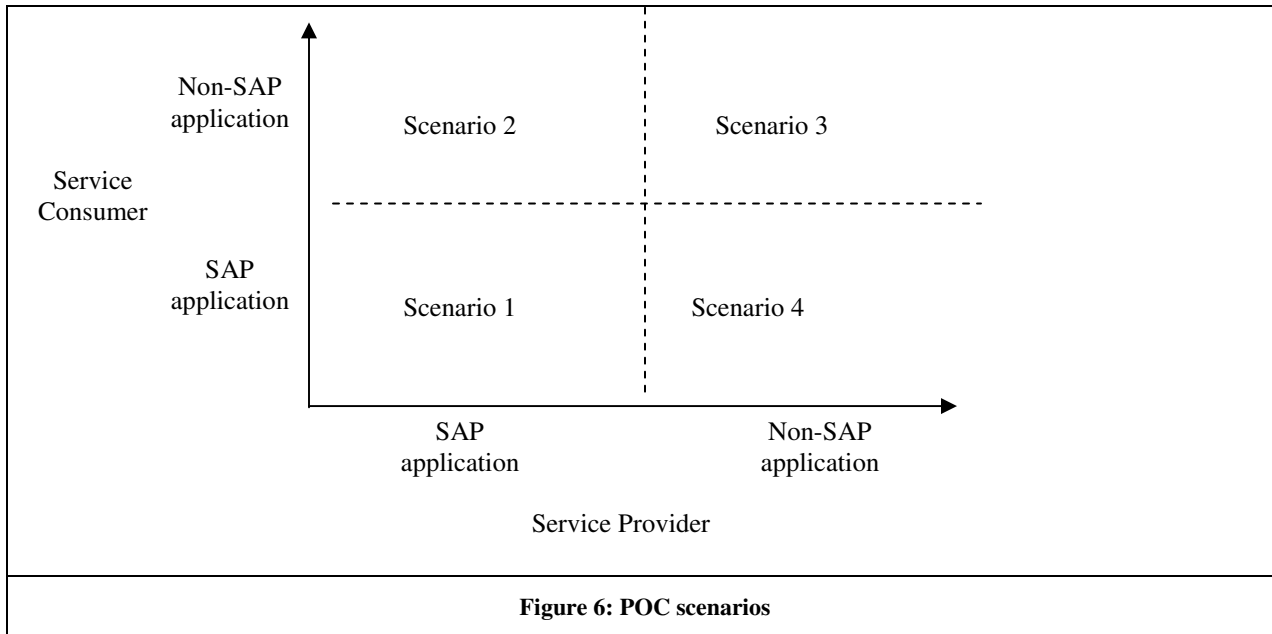 Non-SAP
application
Scenario 2
Scenario 3
Service
Consumer
SAP
application
Scenario 1
Scenario 4
SAP
application
Non-SAP
application
Service Provider
Figure 6: POC scenarios